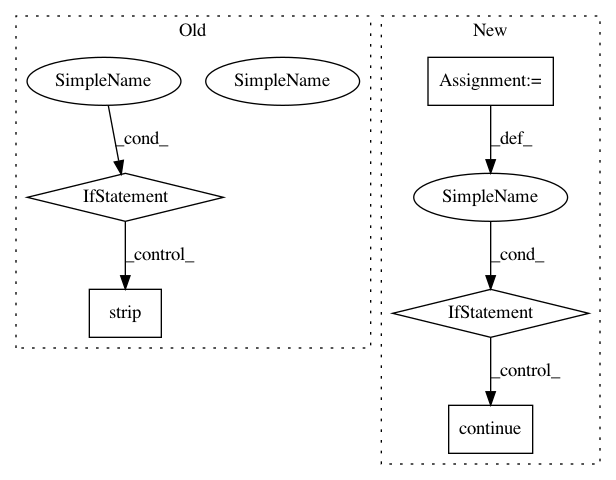 Old
New
SimpleName
SimpleName
Assignment:=
_cond_
_def_
IfStatement
SimpleName
_control_
_cond_
strip
IfStatement
_control_
continue